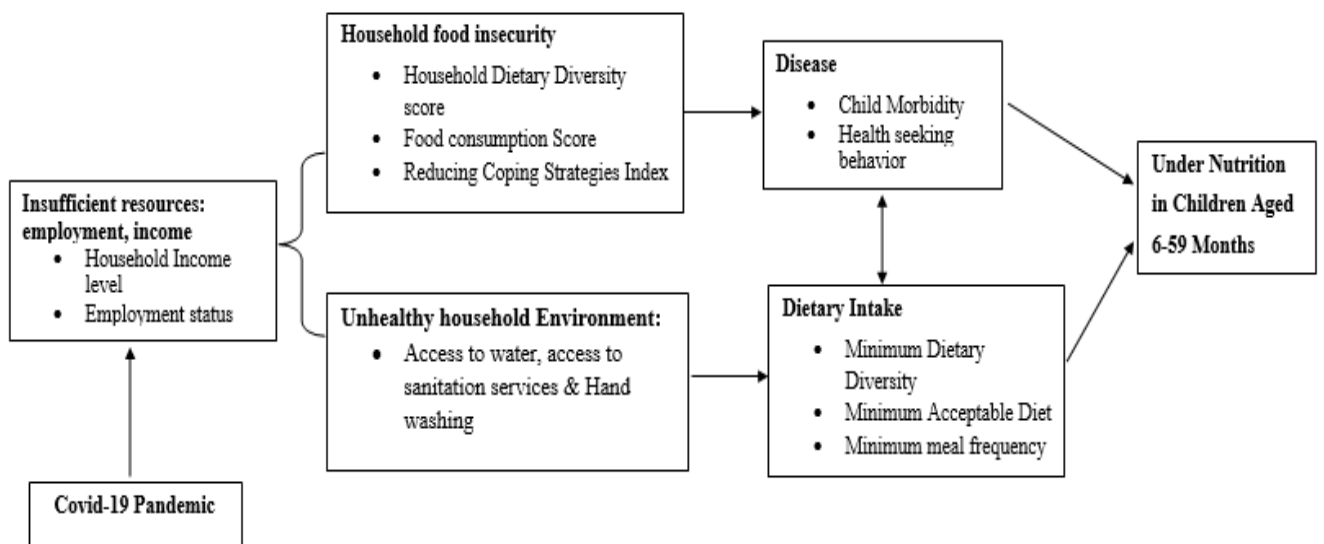 Household food insecurity
• Household Dietary Diversity
score
• Food consumption Score
• Reducing Coping Strategies Index
Disease
• Child Morbidity
• Health seeking
behavior
Under Nutrition
in Children Aged
6-59 Months
Insufficient resources:
employment, income
• Household Income
level
• Employment status
Unhealthy household Environment:
• Access to water, access to
sanitation services & Hand
washing
Dietary Intake
• Minimum Dietary
Diversity
• Minimum Acceptable Diet
• Minimum meal frequency
Covid-19 Pandemic